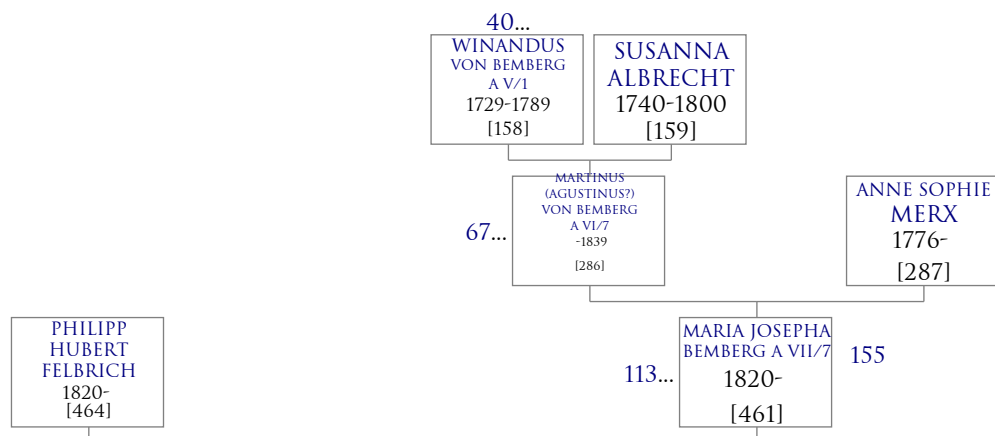 40...
WINANDUS
VON BEMBERG
A V/1
1729-1789
[158]
SUSANNA
ALBRECHT
1740-1800
[159]
MARTINUS
(AGUSTINUS?)
VON BEMBERG
A VI/7
-1839
[286]
67...
ANNE SOPHIE
MERX
1776-
[287]
PHILIPP
HUBERT
FELBRICH
1820-
[464]
113...
MARIA JOSEPHA
BEMBERG A VII/7
1820-
[461]
155